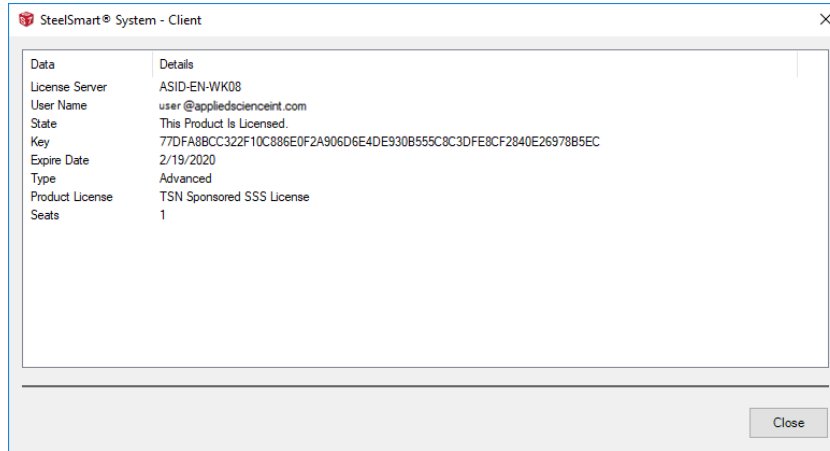 SteelSmart® System - Client
Data Details
License Server ASID-EN-WK08
User Name user @appliedscienceint.com
State This Product Is Licensed.
Key 77DFA8BCC322F10C886E0F2A906D6E4DE930B555C8C3DFE8CF2840E26978B5EC
Expire Date 2/19/2020
Type Advanced
Product License TSN Sponsored SSS License
Seats 1
Close